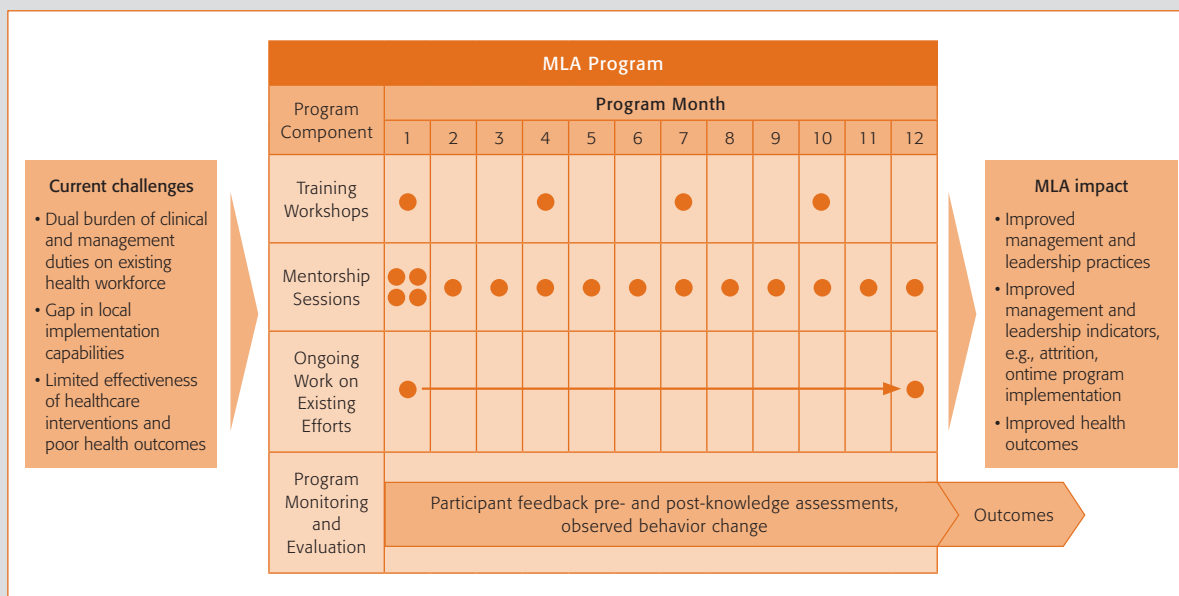 MLA Program
Program
Component
Program Month
1 2 3 4 5 6 7 8 9 10 11 12
Training
Workshops
Mentorship
Sessions
Ongoing
Work on
Existing
Efforts
Program
Monitoring
and
Evaluation
Participant feedback pre- and post-knowledge assessments,
observed behavior change
Outcomes
Current challenges
• Dual burden of clinical
and management
duties on existing
health workforce
• Gap in local
implementation
capabilities
• Limited effectiveness
of healthcare
interventions and
poor health outcomes
MLA impact
• Improved
management and
leadership practices
• Improved
management and
leadership indicators,
e.g., attrition,
ontime program
implementation
• Improved health
outcomes